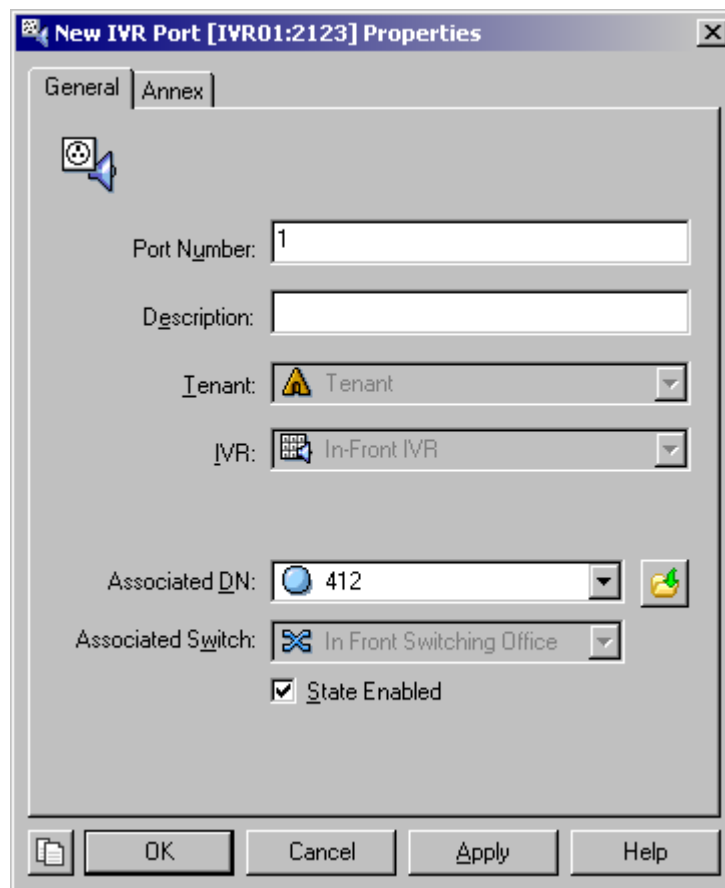 New IVR Port [IVR01:2123] Properties
General Annex
Port Number: 1
Description:
Tenant: Tenant
IVR: In-Front IVR
Associated DN: 412
Associated Switch: In Front Switching Office
State Enabled
OK Cancel Apply Help